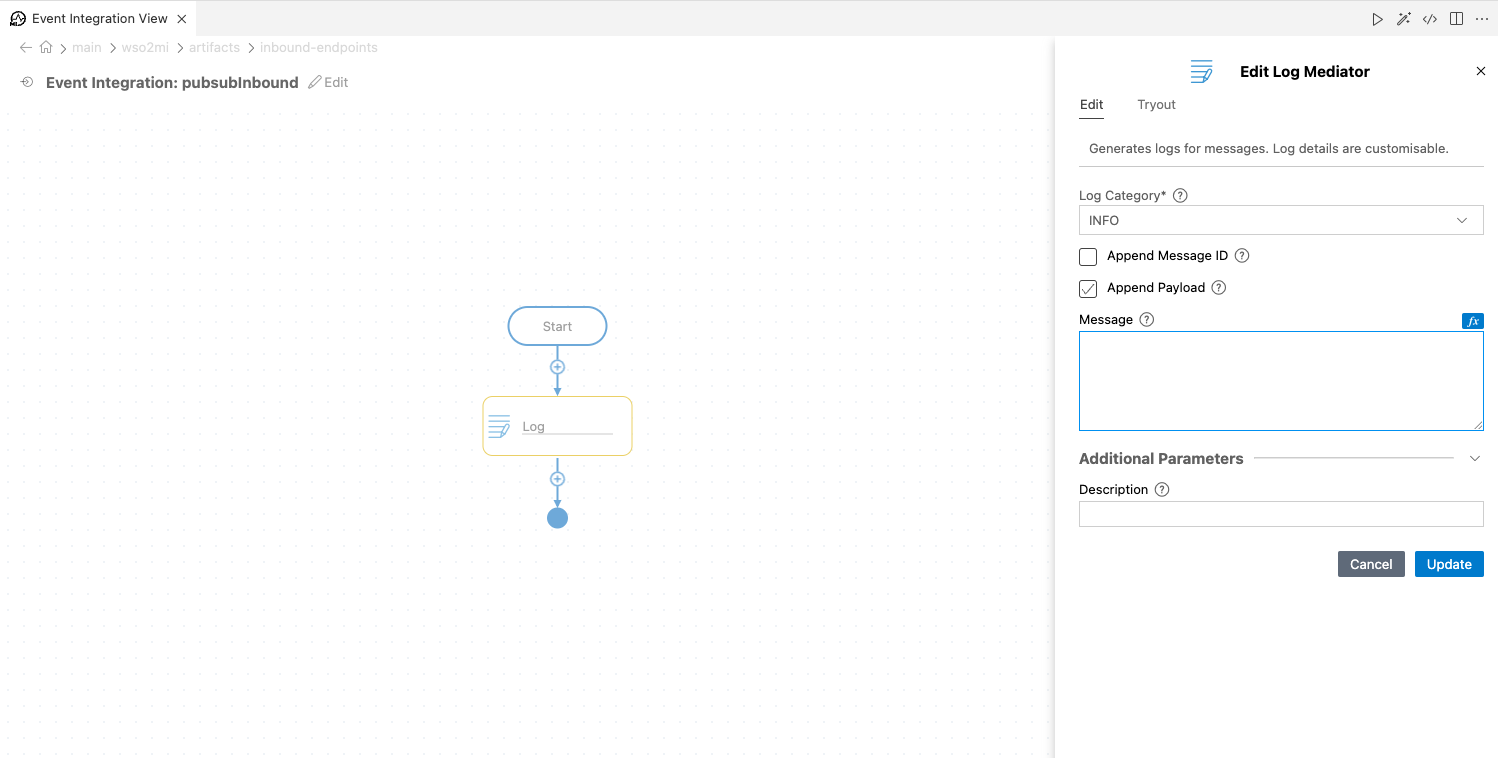 Event Integration View
main wso2mi artifacts inbound-endpoints
Event Integration: pubsubInbound Edit
Start
Log
Edit Log Mediator
Edit Tryout
Generates logs for messages. Log details are customisable.
Log Category*
INFO
Append Message ID
Append Payload
Message
fx
Additional Parameters
Description
Cancel Update